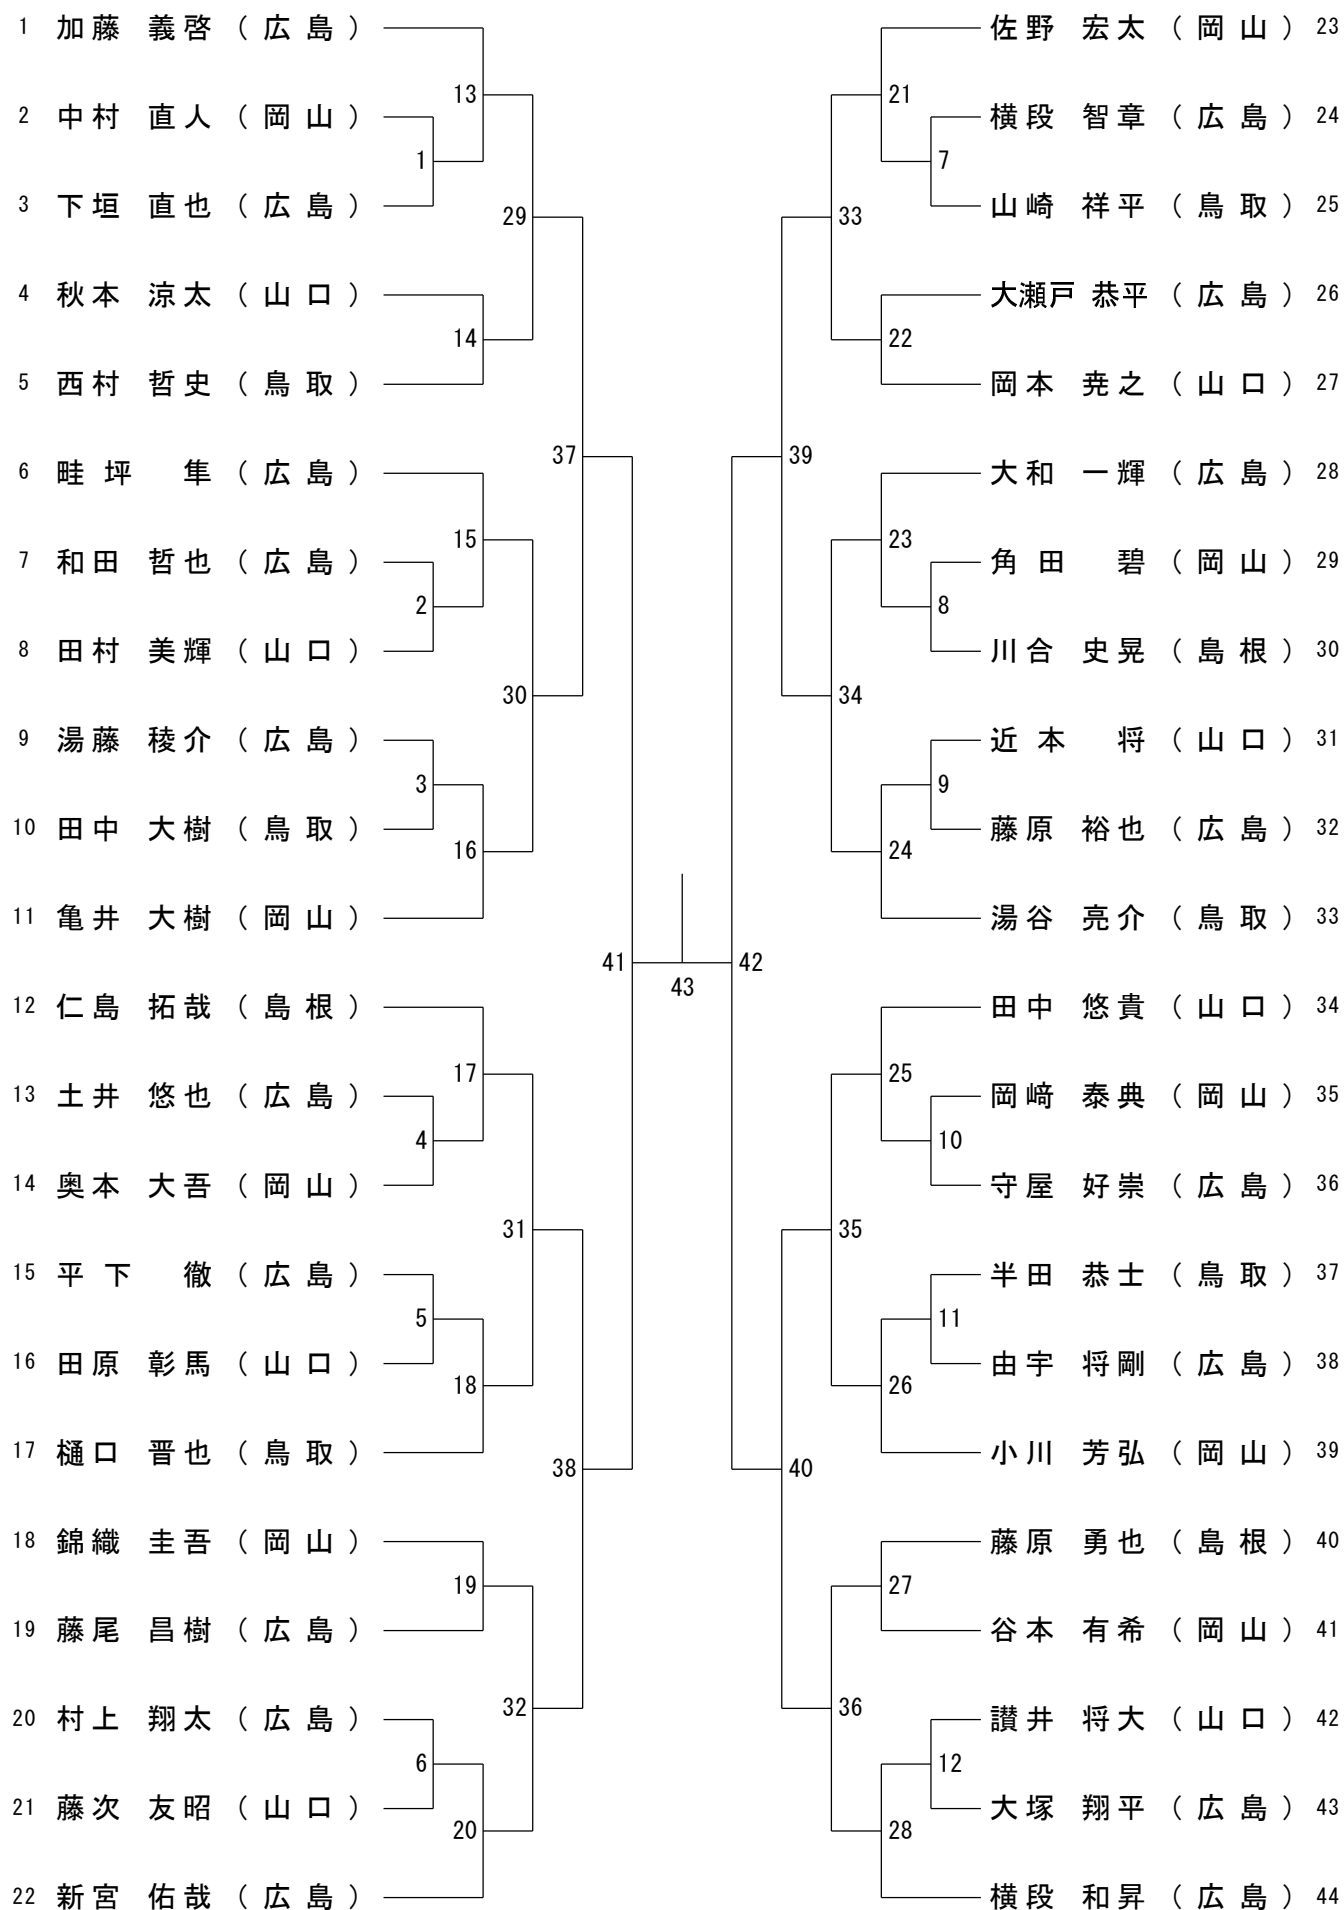 1 加藤 義啓 （ 広 島 ）
2 中村 直人 （ 岡 山 ）
3 下垣 直也 （ 広 島 ）
4 秋本 涼太 （ 山 口 ）
5 西村 哲史 （ 鳥 取 ）
6 畦坪 隼 （ 広 島 ）
7 和田 哲也 （ 広 島 ）
8 田村 美輝 （ 山 口 ）
9 湯藤 稜介 （ 広 島 ）
10 田中 大樹 （ 鳥 取 ）
11 亀井 大樹 （ 岡 山 ）
12 仁島 拓哉 （ 島 根 ）
13 土井 悠也 （ 広 島 ）
14 奥本 大吾 （ 岡 山 ）
15 平下 徹 （ 広 島 ）
16 田原 彰馬 （ 山 口 ）
17 樋口 晋也 （ 鳥 取 ）
18 錦織 圭吾 （ 岡 山 ）
19 藤尾 昌樹 （ 広 島 ）
20 村上 翔太 （ 広 島 ）
21 藤次 友昭 （ 山 口 ）
22 新宮 佑哉 （ 広 島 ）
1
2
3
4
5
6
13
14
15
16
17
18
19
20
29
30
31
32
37
38
41
43
42
39
40
33
34
35
36
21
22
23
24
25
26
27
28
7
8
9
10
11
12
佐野 宏太 （ 岡 山 ） 23
横段 智章 （ 広 島 ） 24
山崎 祥平 （ 鳥 取 ） 25
大瀬戸 恭平 （ 広 島 ） 26
岡本 尭之 （ 山 口 ） 27
大和 一輝 （ 広 島 ） 28
角田 碧 （ 岡 山 ） 29
川合 史晃 （ 島 根 ） 30
近本 将 （ 山 口 ） 31
藤原 裕也 （ 広 島 ） 32
湯谷 亮介 （ 鳥 取 ） 33
田中 悠貴 （ 山 口 ） 34
岡﨑 泰典 （ 岡 山 ） 35
守屋 好崇 （ 広 島 ） 36
半田 恭士 （ 鳥 取 ） 37
由宇 将剛 （ 広 島 ） 38
小川 芳弘 （ 岡 山 ） 39
藤原 勇也 （ 島 根 ） 40
谷本 有希 （ 岡 山 ） 41
讃井 将大 （ 山 口 ） 42
大塚 翔平 （ 広 島 ） 43
横段 和昇 （ 広 島 ） 44